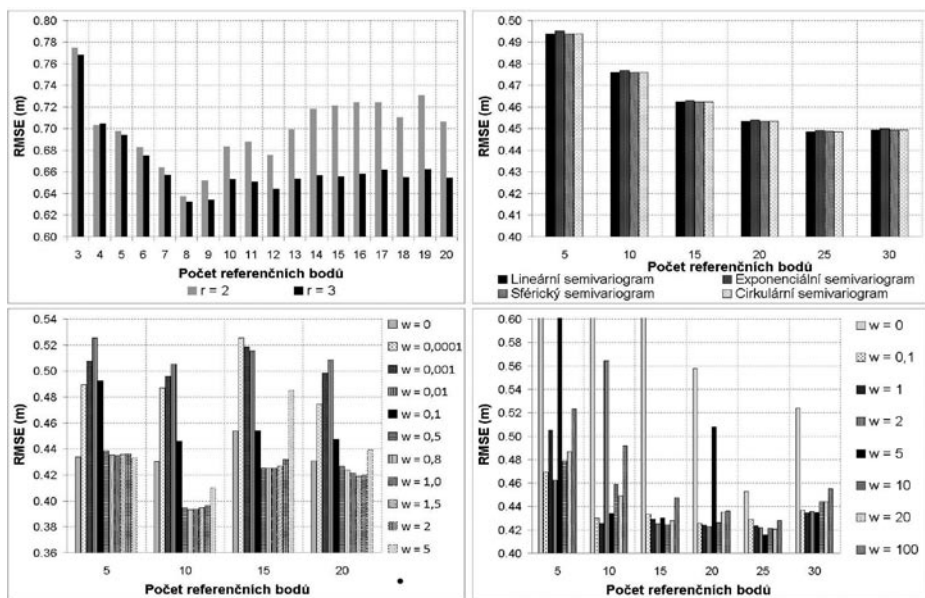 0.80
0.78
0.76
0.74
0.72
0.70
0.68
0.66
0.64
0.62
0.60
RMSE (m)
3 4 5 6 7 8 9 10 11 12 13 14 15 16 17 18 19 20
Počet referenčních bodů
r = 2 r = 3
0.50
0.49
0.48
0.47
0.46
0.45
0.44
0.43
0.42
0.41
0.40
RMSE (m)
5 10 15 20 25 30
Počet referenčních bodů
Lineární semivariogram Exponenciální semivariogram
Sférický semivariogram Cirkulární semivariogram
0.54
0.52
0.50
0.48
0.46
0.44
0.42
0.40
0.38
0.36
RMSE (m)
5 10 15 20
Počet referenčních bodů
w = 0
w = 0,0001
w = 0,001
w = 0,01
w = 0,1
w = 0,5
w = 0,8
w = 1,0
w = 1,5
w = 2
w = 5
0.60
0.58
0.56
0.54
0.52
0.50
0.48
0.46
0.44
0.42
0.40
RMSE (m)
5 10 15 20 25 30
Počet referenčních bodů
w = 0
w = 0,1
w = 1
w = 2
w = 5
w = 10
w = 20
w = 100